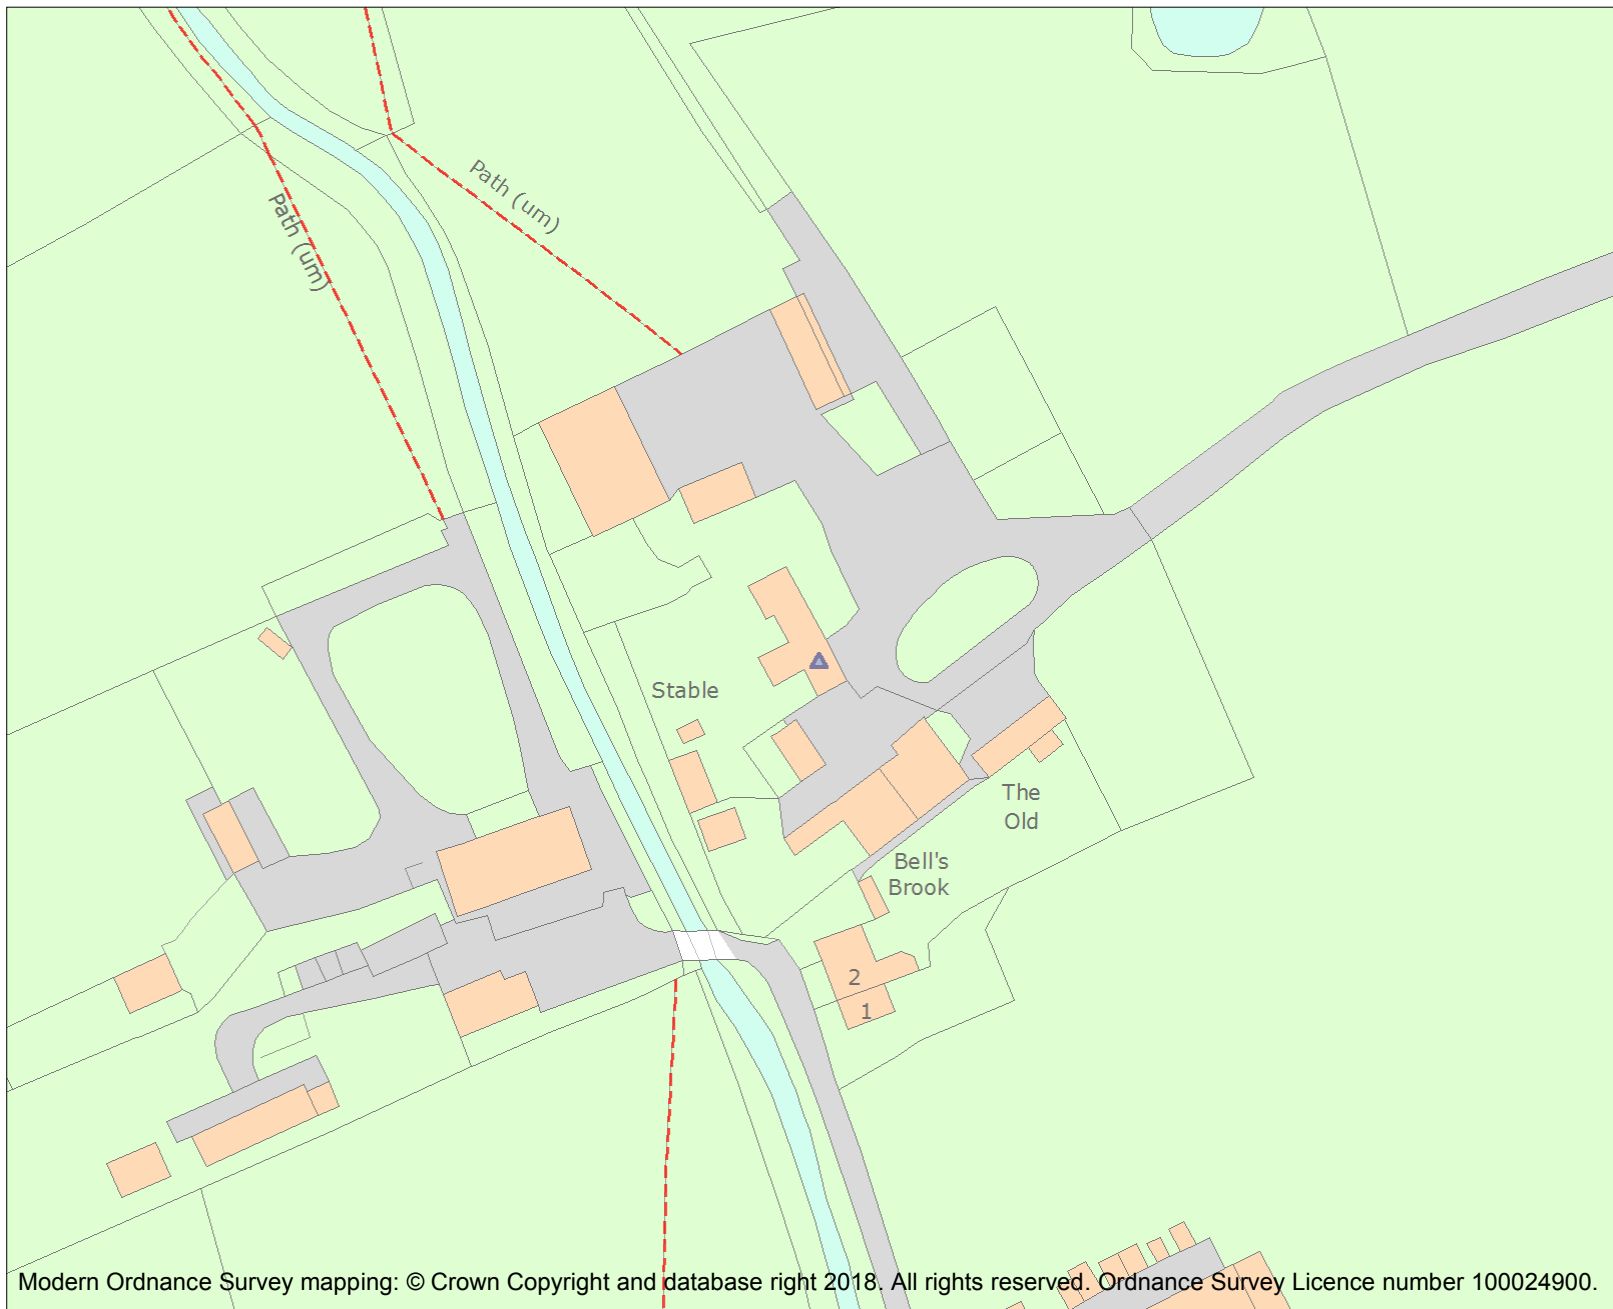 Path (um)
Path (um)
Stable
The
Old
Bell's
Brook
2
1
Modern Ordnance Survey mapping: © Crown Copyright and database right 2018. All rights reserved. Ordnance Survey Licence number 100024900.